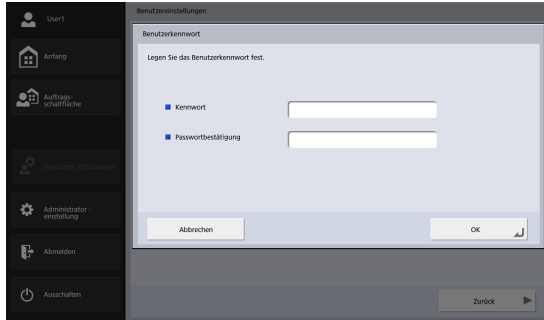 User1
Anfang
Auftrags-
schaltfläche
Administrator -
einstellung
Abmelden
Ausschalten
Benutzereinstellungen
Benutzerkennwort
Legen Sie das Benutzerkennwort fest.
Kennwort
Passwortbestätigung
Abbrechen
OK
Zurück